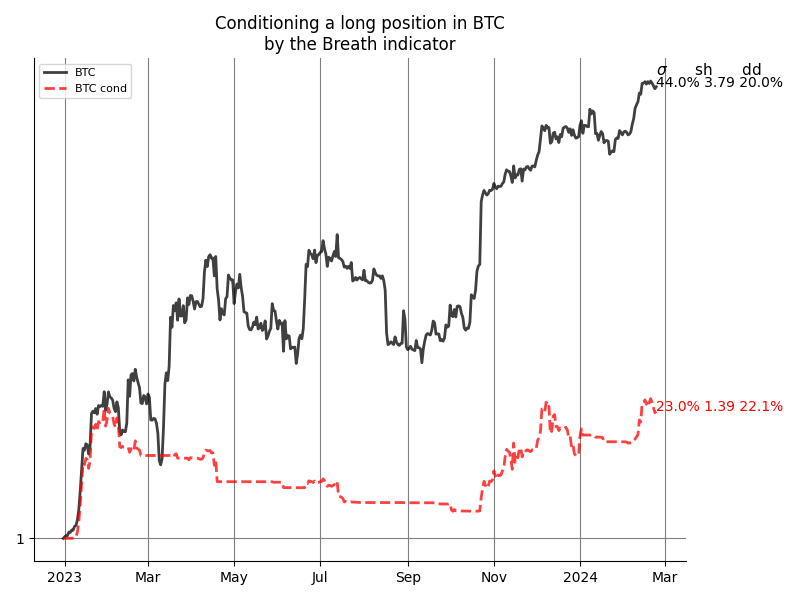 Conditioning a long position in BTC
by the Breath indicator
σ sh dd
BTC
BTC cond
44.0% 3.79 20.0%
23.0% 1.39 22.1%
1
2023 Mar May Jul Sep Nov 2024 Mar